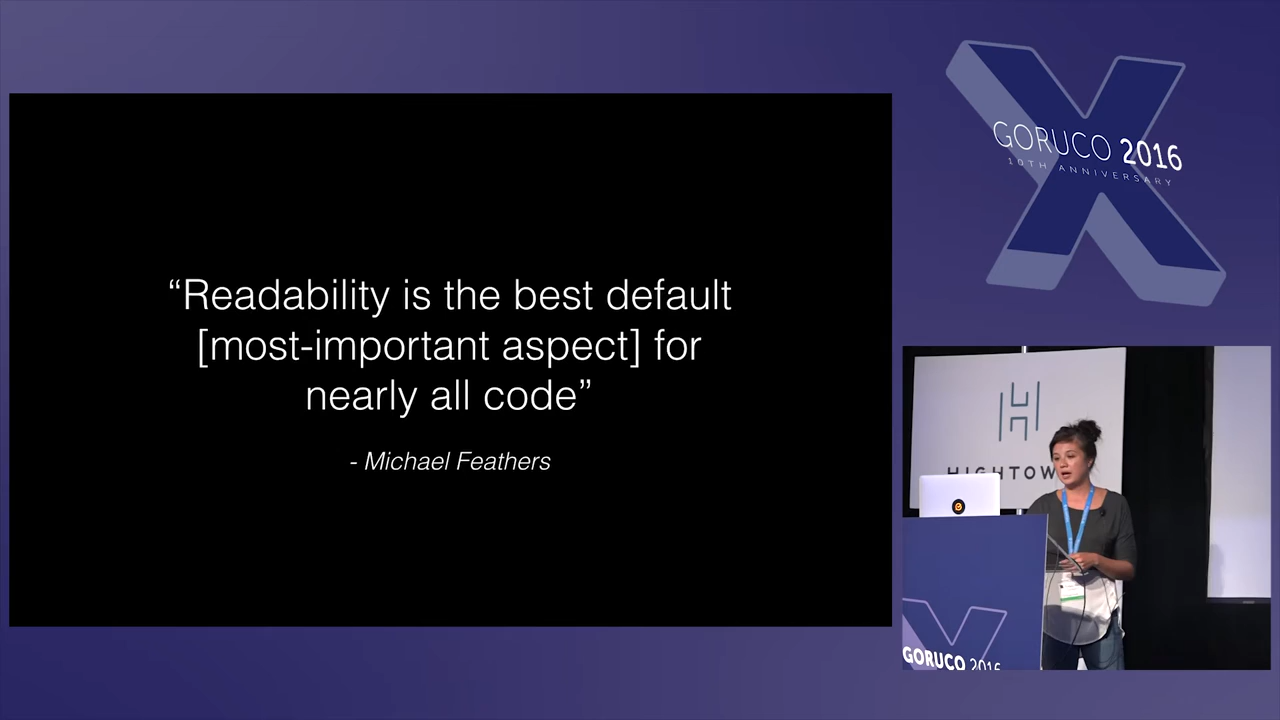 “Readability is the best default
[most-important aspect] for
nearly all code”
- Michael Feathers
GORUCO 2016
10TH ANNIVERSARY
HIGHTOW
GORUCO 2016